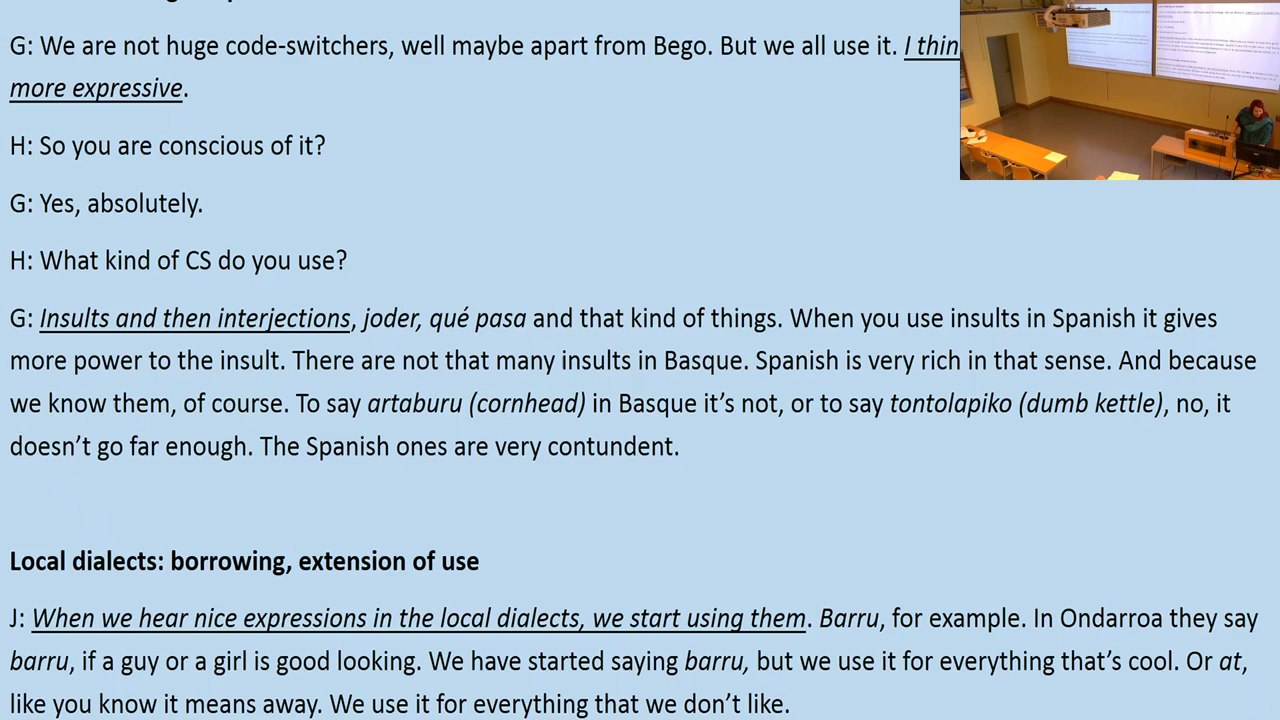 G: We are not huge code-switchers, well maybe apart from Bego. But we all use it. I thin
more expressive.
H: So you are conscious of it?
G: Yes, absolutely.
H: What kind of CS do you use?
G: Insults and then interjections, joder, qué pasa and that kind of things. When you use insults in Spanish it gives
more power to the insult. There are not that many insults in Basque. Spanish is very rich in that sense. And because
we know them, of course. To say artaburu (cornhead) in Basque it’s not, or to say tontolapiko (dumb kettle), no, it
doesn’t go far enough. The Spanish ones are very contundent.
Local dialects: borrowing, extension of use
J: When we hear nice expressions in the local dialects, we start using them. Barru, for example. In Ondarroa they say
barru, if a guy or a girl is good looking. We have started saying barru, but we use it for everything that’s cool. Or at,
like you know it means away. We use it for everything that we don’t like.